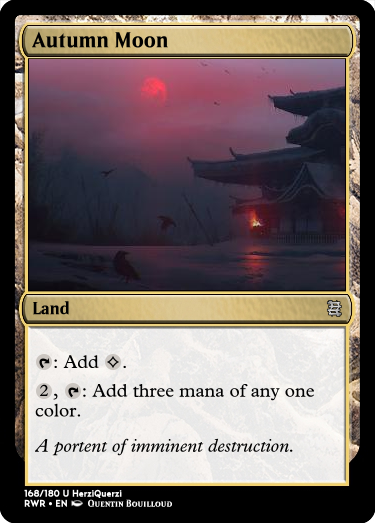 Autumn Moon
Land
: Add .
2, : Add three mana of any one
color.
A portent of imminent destruction.
168/180 U HerziQuerzi
RWR • EN Quentin Bouilloud